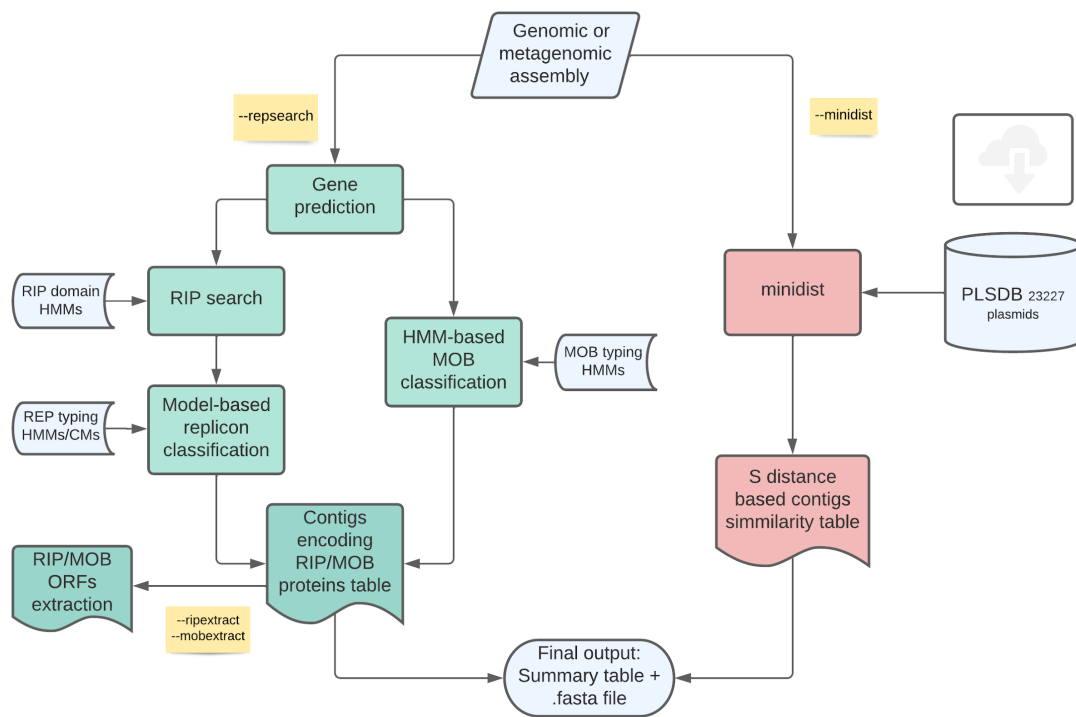 Genomic or
metagenomic
assembly
--repsearch
--minidist
Gene
prediction
RIP domain
HMMs
RIP search
HMM-based
MOB
classification
MOB typing
HMMs
minidist
PLSDB 23227
plasmids
REP typing
HMMs/CMs
Model-based
replicon
classification
S distance
based contigs
simmilarity table
Contigs
encoding
RIP/MOB
proteins table
RIP/MOB
ORFs
extraction
--ripextract
--mobextract
Final output:
Summary table +
.fasta file